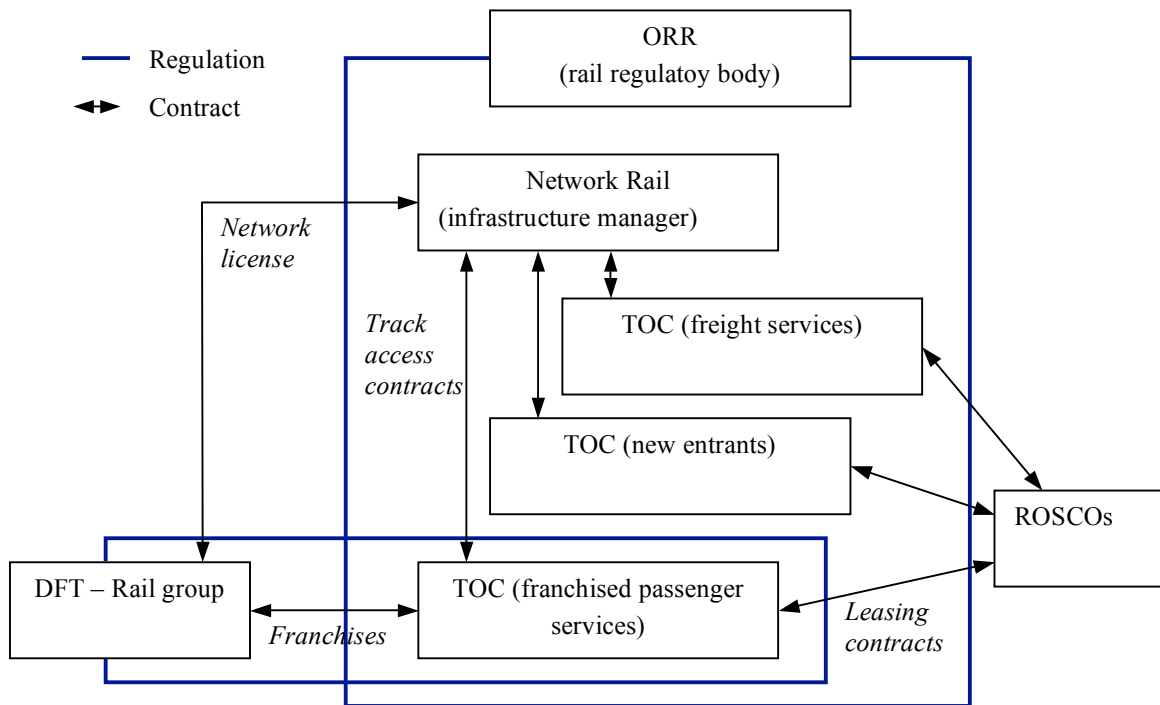 Regulation
Contract
ORR
(rail regulatoy body)
Network Rail
(infrastructure manager)
Network
license
Track
access
contracts
TOC (freight services)
TOC (new entrants)
ROSCOs
DFT – Rail group
Franchises
TOC (franchised passenger
services)
Leasing
contracts